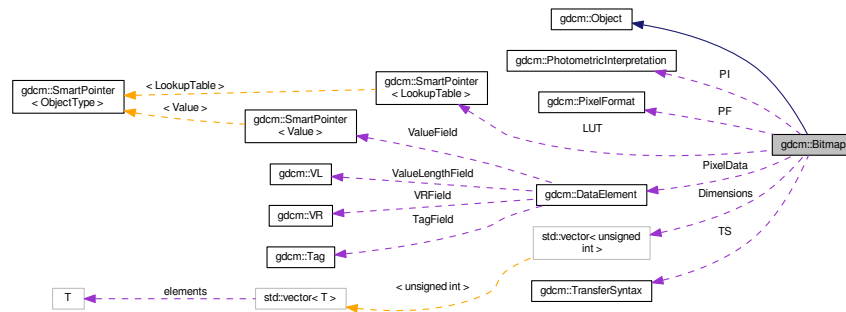 gdcm::Object
gdcm::PhotometricInterpretation
PI
< LookupTable >
gdcm::SmartPointer
< LookupTable >
gdcm::SmartPointer
< ObjectType >
gdcm::PixelFormat
PF
< Value >
gdcm::SmartPointer
< Value >
ValueField
LUT
gdcm::Bitmap
PixelData
gdcm::VL
ValueLengthField
gdcm::DataElement
Dimensions
VRField
gdcm::VR
TagField
TS
std::vector< unsigned
int >
gdcm::Tag
< unsigned int >
gdcm::TransferSyntax
T
elements
std::vector< T >